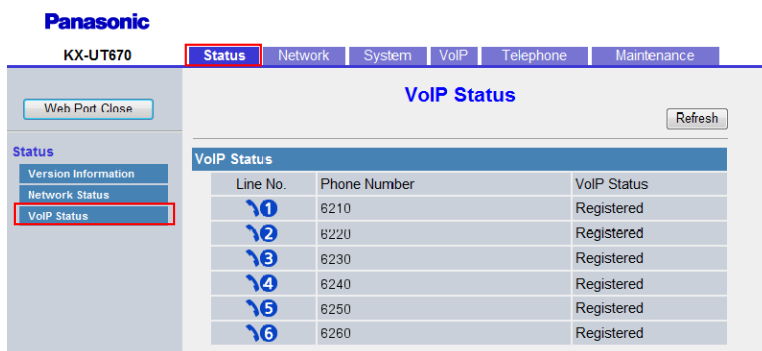 Panasonic
KX-UT670
Status Network System VoIP Telephone Maintenance
Web Port Close
VoIP Status
Refresh
Status
Version Information
Network Status
VoIP Status
VoIP Status
Line No. Phone Number VoIP Status
1 6210 Registered
2 6220 Registered
3 6230 Registered
4 6240 Registered
5 6250 Registered
6 6260 Registered